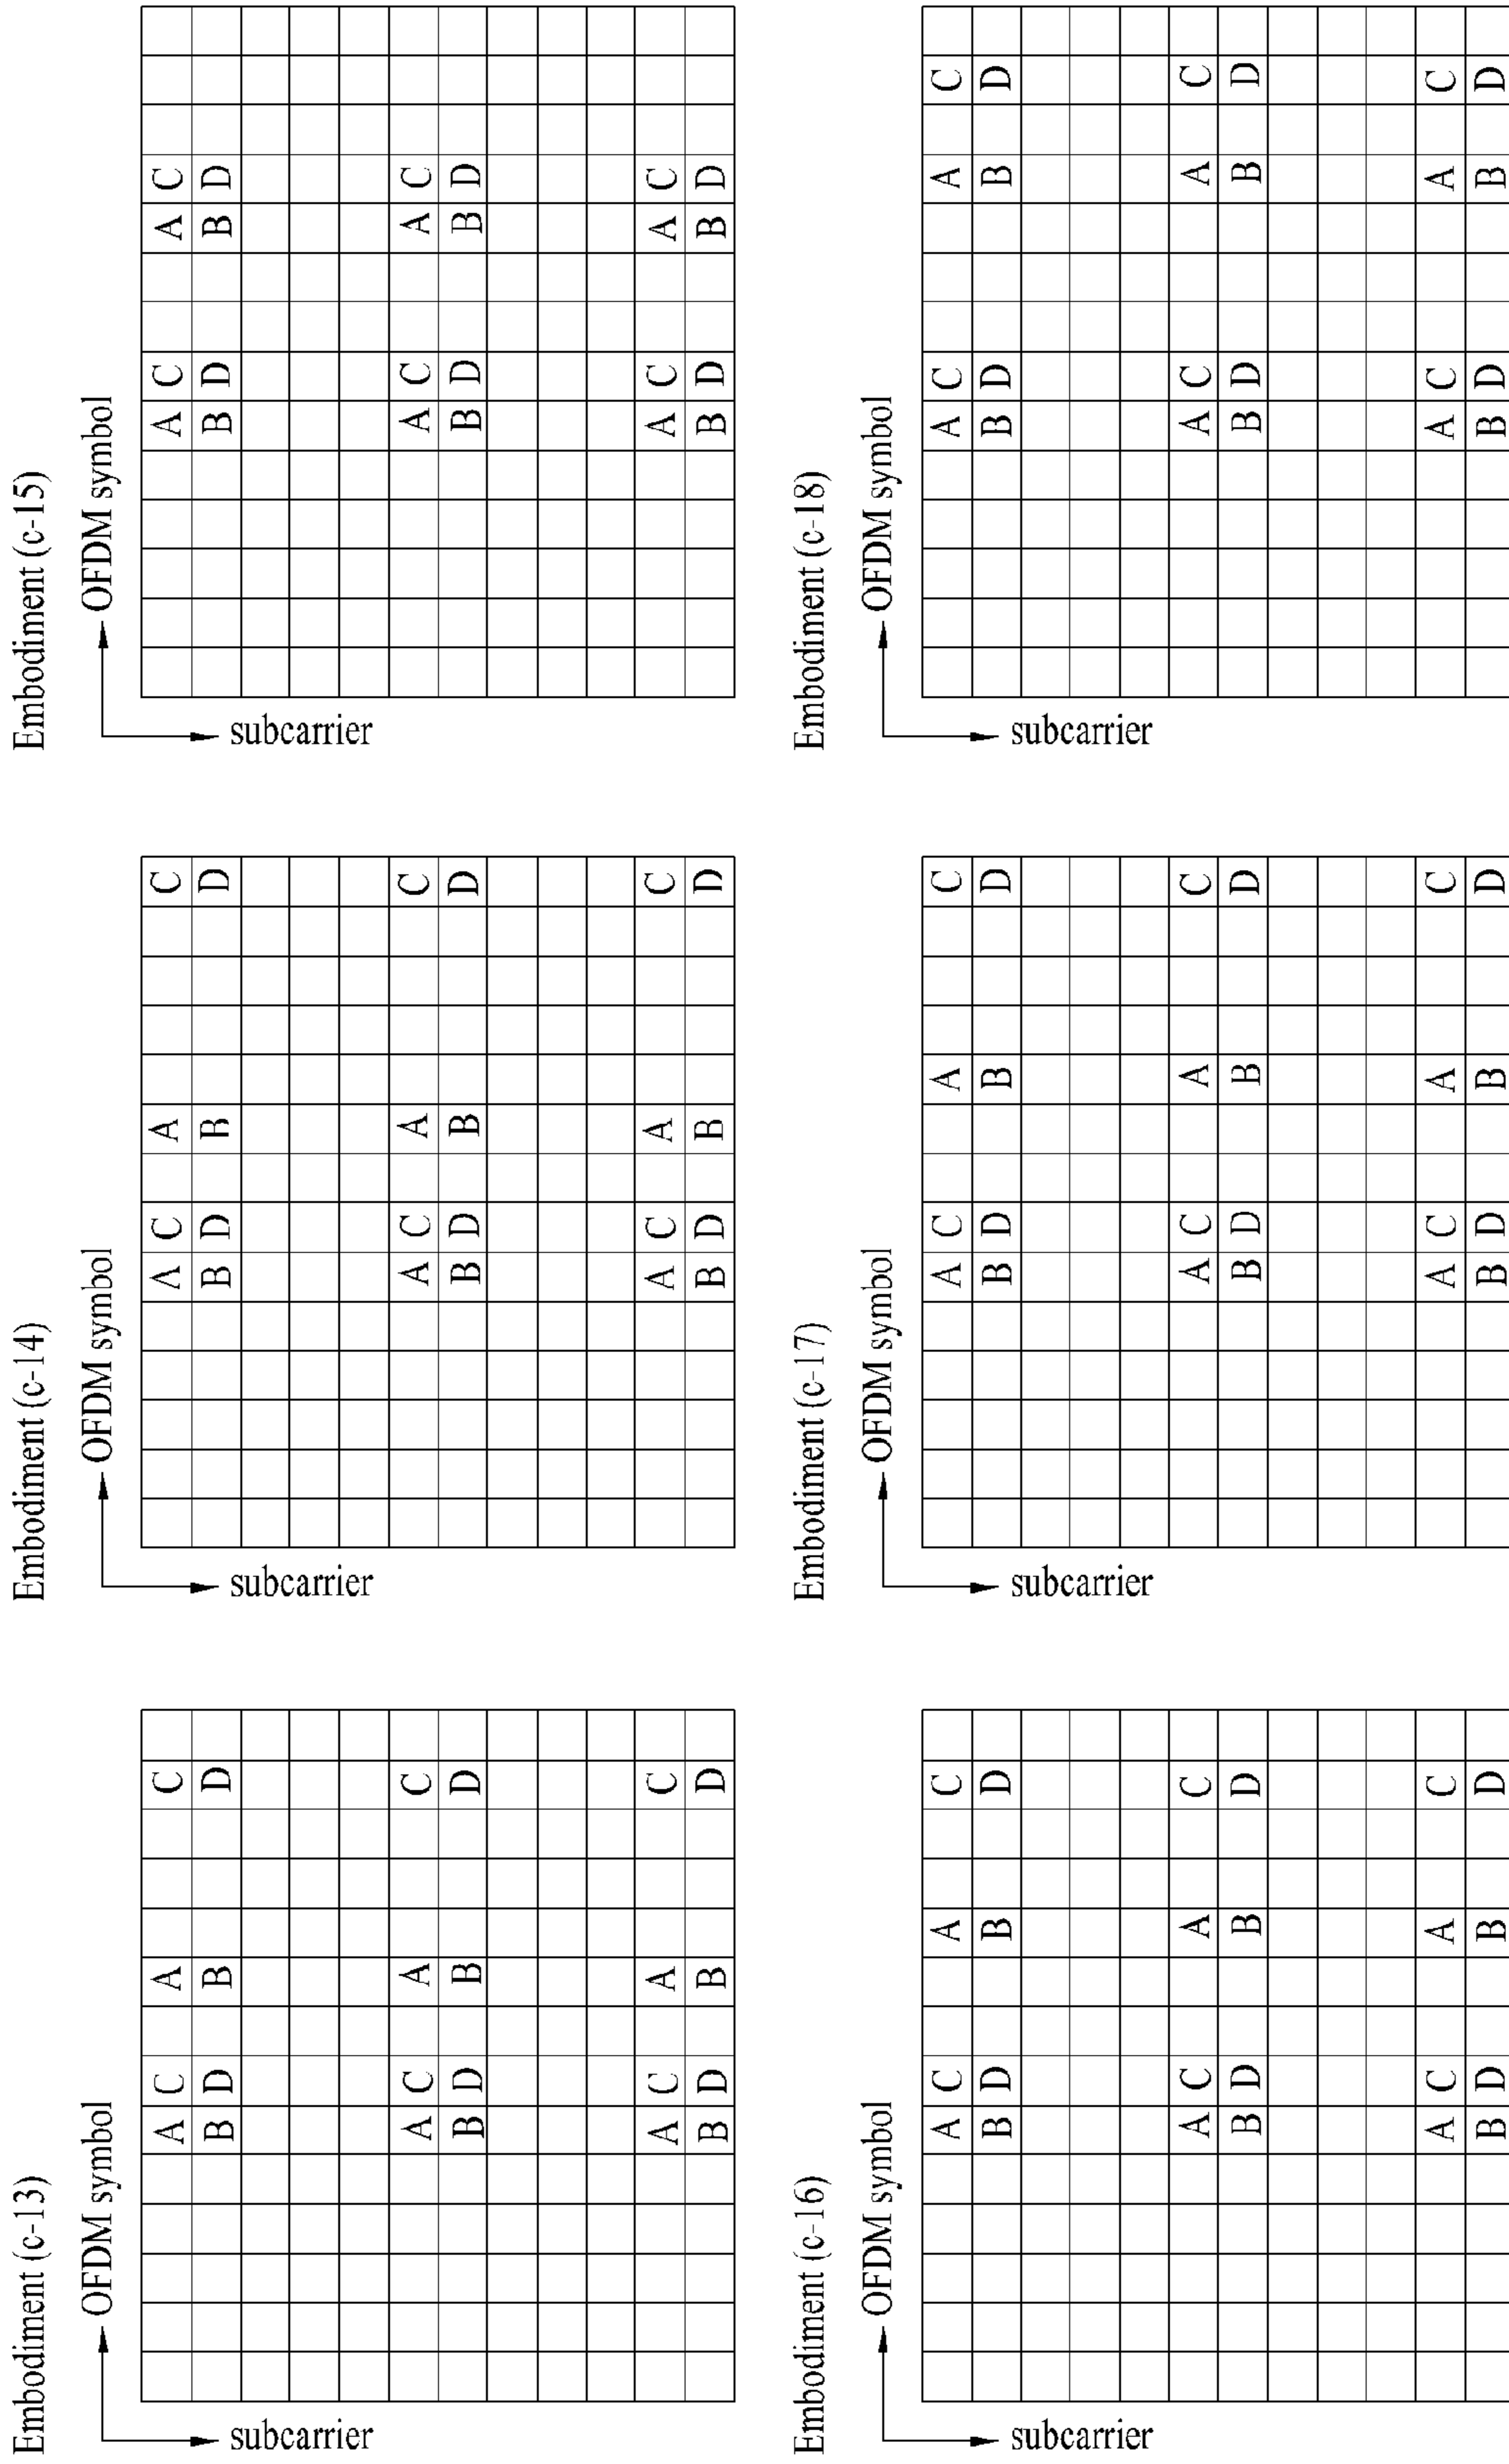 Embodiment (c-13)
OFDM symbol
subcarrier
A C A C
B D B D
A C A C
B D B D
A C A C
B D B D
Embodiment (c-14)
OFDM symbol
subcarrier
A C A C
B D B D
A C A C
B D B D
A C A C
B D B D
Embodiment (c-15)
OFDM symbol
subcarrier
A C A C
B D B D
A C A C
B D B D
A C A C
B D B D
Embodiment (c-16)
OFDM symbol
subcarrier
A C A C
B D B D
A C A C
B D B D
A C A C
B D B D
Embodiment (c-17)
OFDM symbol
subcarrier
A C A C
B D B D
A C A C
B D B D
A C A C
B D B D
Embodiment (c-18)
OFDM symbol
subcarrier
A C A C
B D B D
A C A C
B D B D
A C A C
B D B D